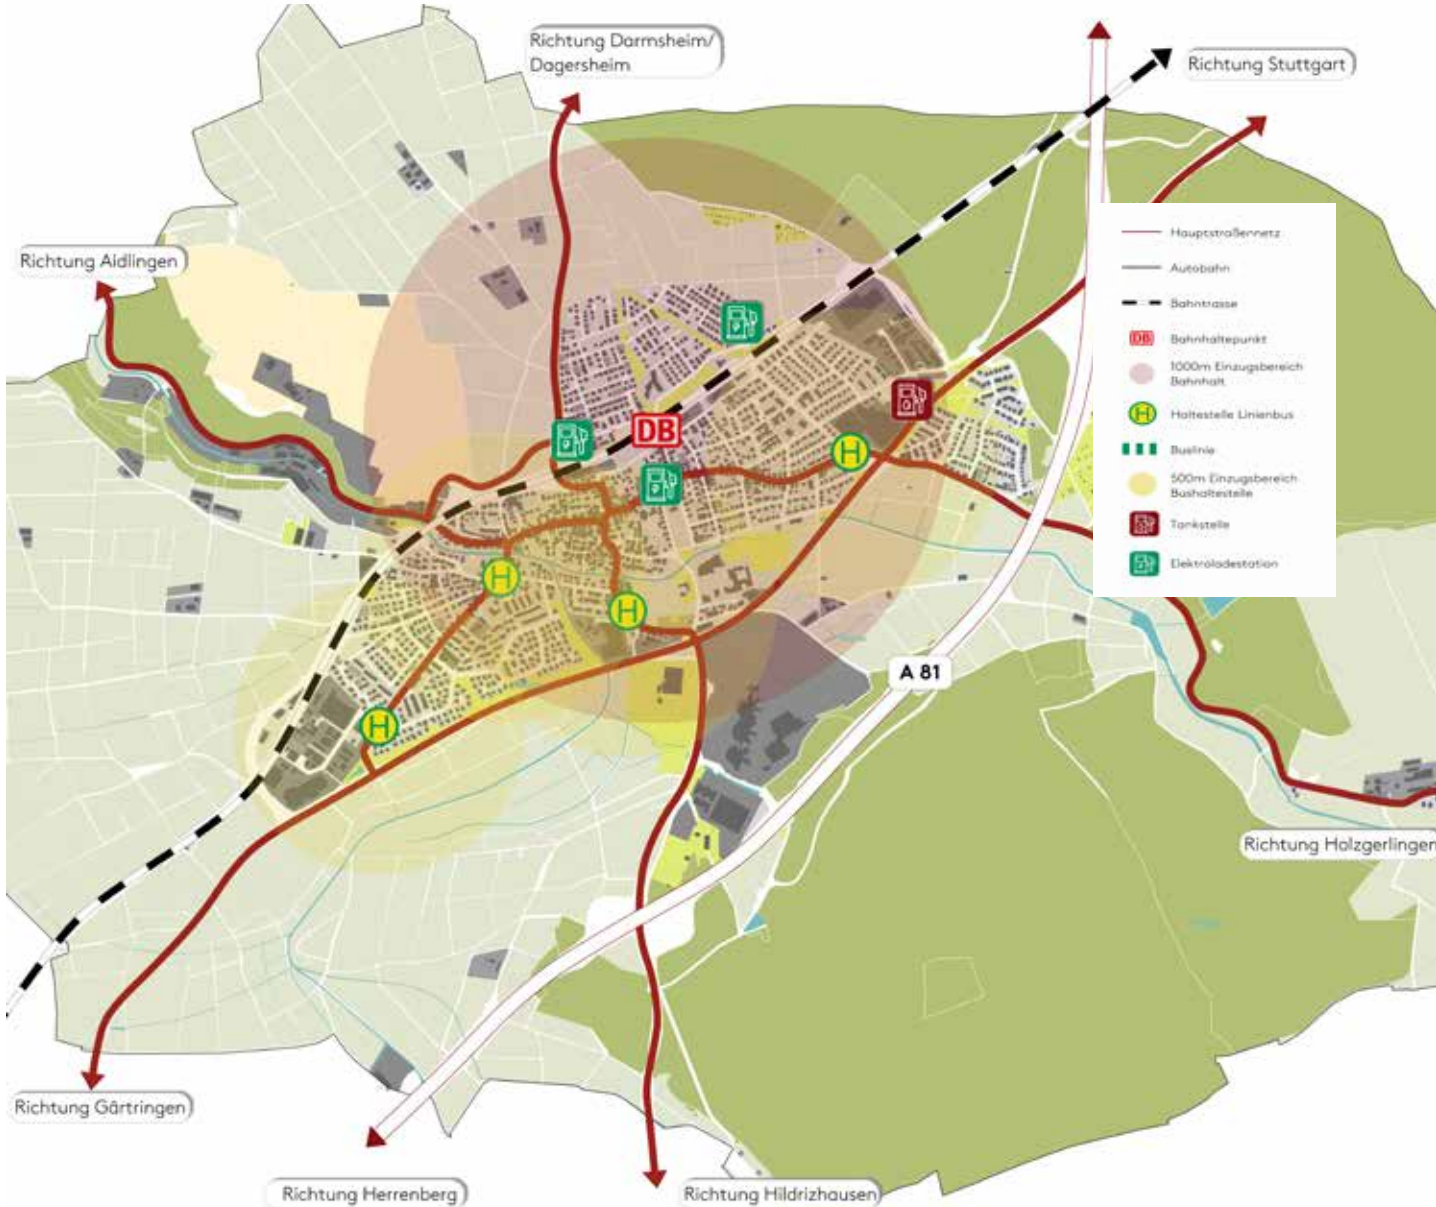 Richtung Darmsheim/
Dagersheim
Richtung Stuttgart
Richtung Aidlingen
Hauptstraßennetz
Autobahn
Bahntrasse
DB
Bahnhaltepunkt
1000m Einzugsbereich
Bahnhalt
H
Haltestelle Linienbus
Buslinie
500m Einzugsbereich
Bushaltestelle
Tankstelle
Elektroladestation
DB
H
H
H
H
A 81
Richtung Holzgerlingen
Richtung Gärtringen
Richtung Herrenberg
Richtung Hildrizhausen